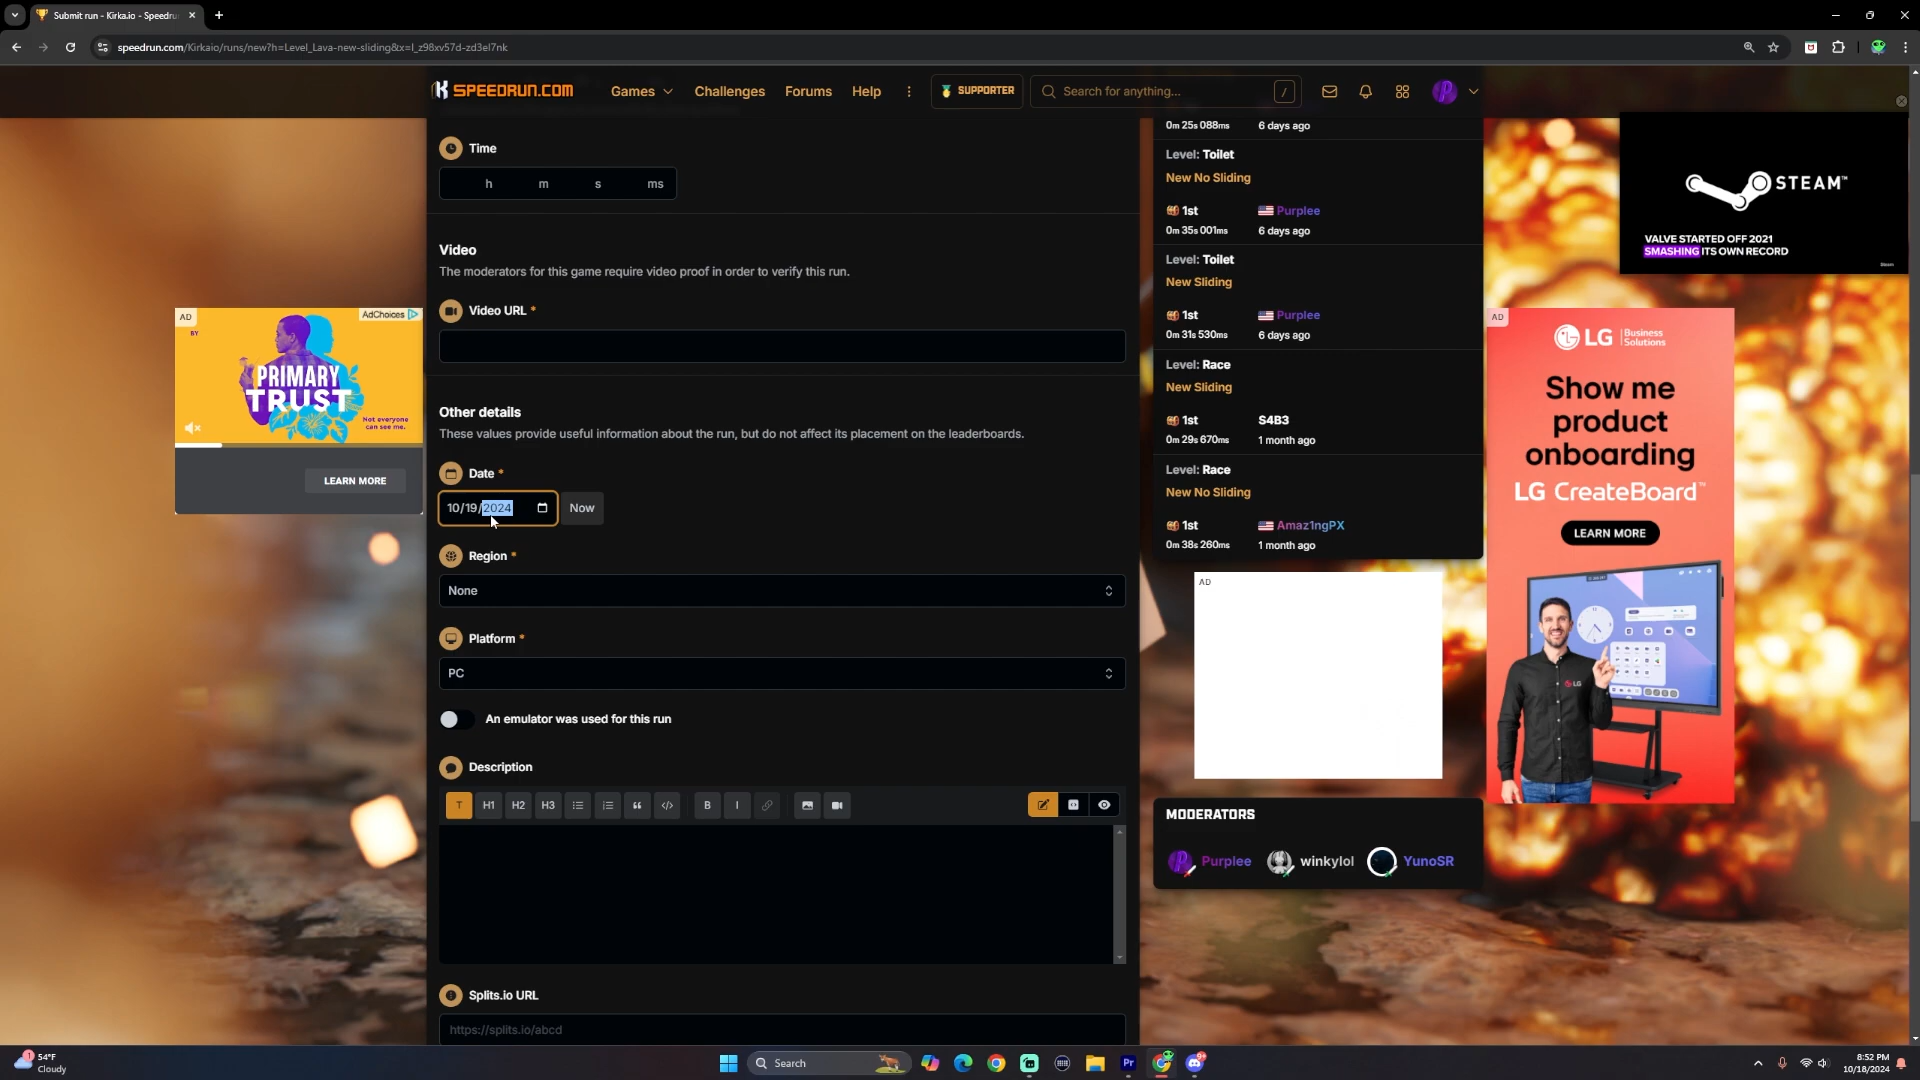 Submit run - Kirka.io - Speedru
speedrun.com/Kirkaio/runs/new?h=Level_Lava-new-sliding&x=l_z98xv57d-zd3el7nk
SPEEDRUN.COM
Games
Challenges
Forums
Help
SUPPORTER
Search for anything...
/
Time
h m s ms
Video
The moderators for this game require video proof in order to verify this run.
Video URL *
Other details
These values provide useful information about the run, but do not affect its placement on the leaderboards.
Date *
10/19/2024
Now
Region *
None
Platform *
PC
An emulator was used for this run
Description
T H1 H2 H3 B I
Splits.io URL
https://splits.io/abcd
0m 25s 088ms 6 days ago
Level: Toilet
New No Sliding
1st Purplee
0m 35s 001ms 6 days ago
Level: Toilet
New Sliding
1st Purplee
0m 31s 530ms 6 days ago
Level: Race
New Sliding
1st S4B3
0m 29s 670ms 1 month ago
Level: Race
New No Sliding
1st Amaz1ngPX
0m 38s 260ms 1 month ago
AD
MODERATORS
Purplee winkylol YunoSR
AD
AdChoices
BY
PRIMARY
TRUST
Not everyone
can see me.
LEARN MORE
STEAM™
VALVE STARTED OFF 2021
SMASHING ITS OWN RECORD
Steam
AD
LG Business
Solutions
Show me
product
onboarding
LG CreateBoard™
LEARN MORE
LG
54°F
Cloudy
Search
Pr
8:52 PM
10/18/2024